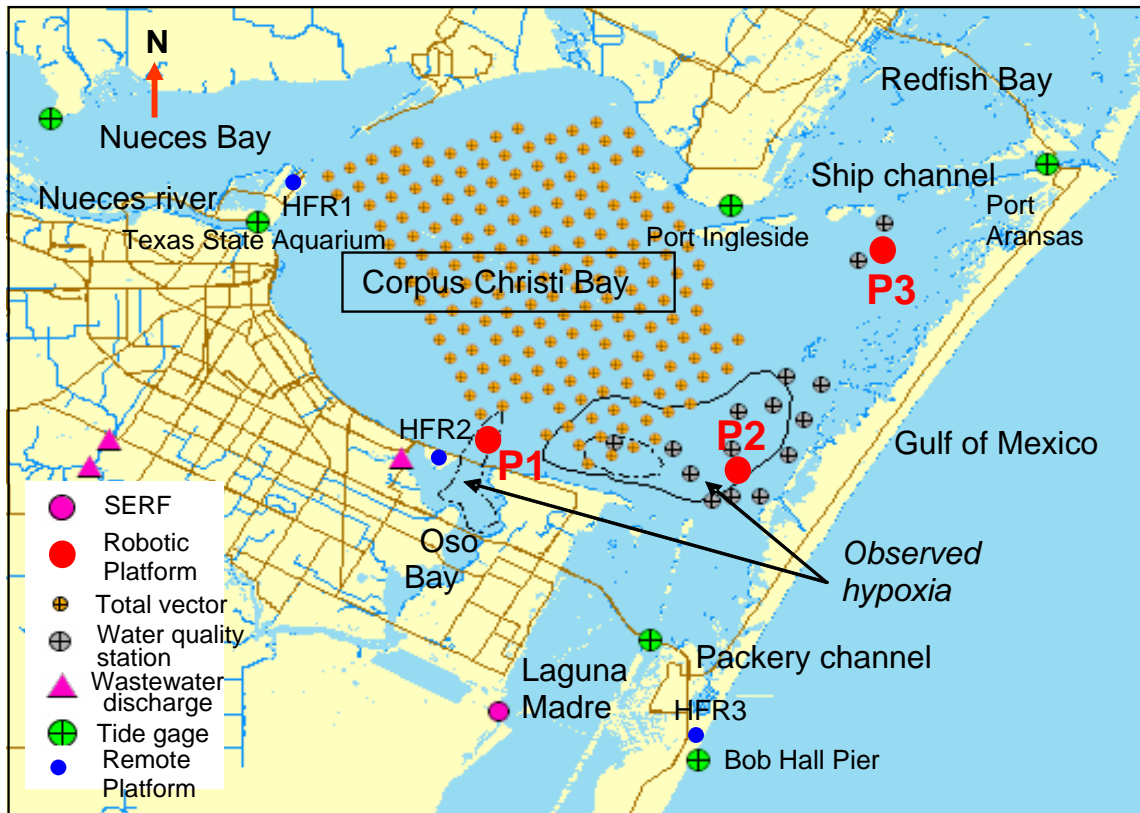 N
Nueces Bay
Redfish Bay
Nueces river
HFR1
Ship channel
Texas State Aquarium
Port Ingleside
Port
Aransas
Corpus Christi Bay
P3
HFR2
P1
P2
Gulf of Mexico
Oso
Bay
Observed
hypoxia
SERF
Robotic
Platform
Total vector
Water quality
station
Wastewater
discharge
Tide gage
Remote
Platform
Laguna
Madre
Packery channel
HFR3
Bob Hall Pier